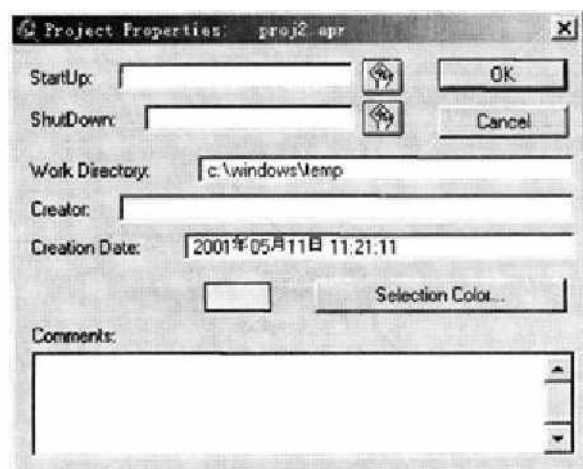 Project Properties: proj2.apr
StartUp:
OK
ShutDown:
Cancel
Work Directory: c:\windows\temp
Creator:
Creation Date: 2001年05月11日 11:21:11
Selection Color...
Comments: